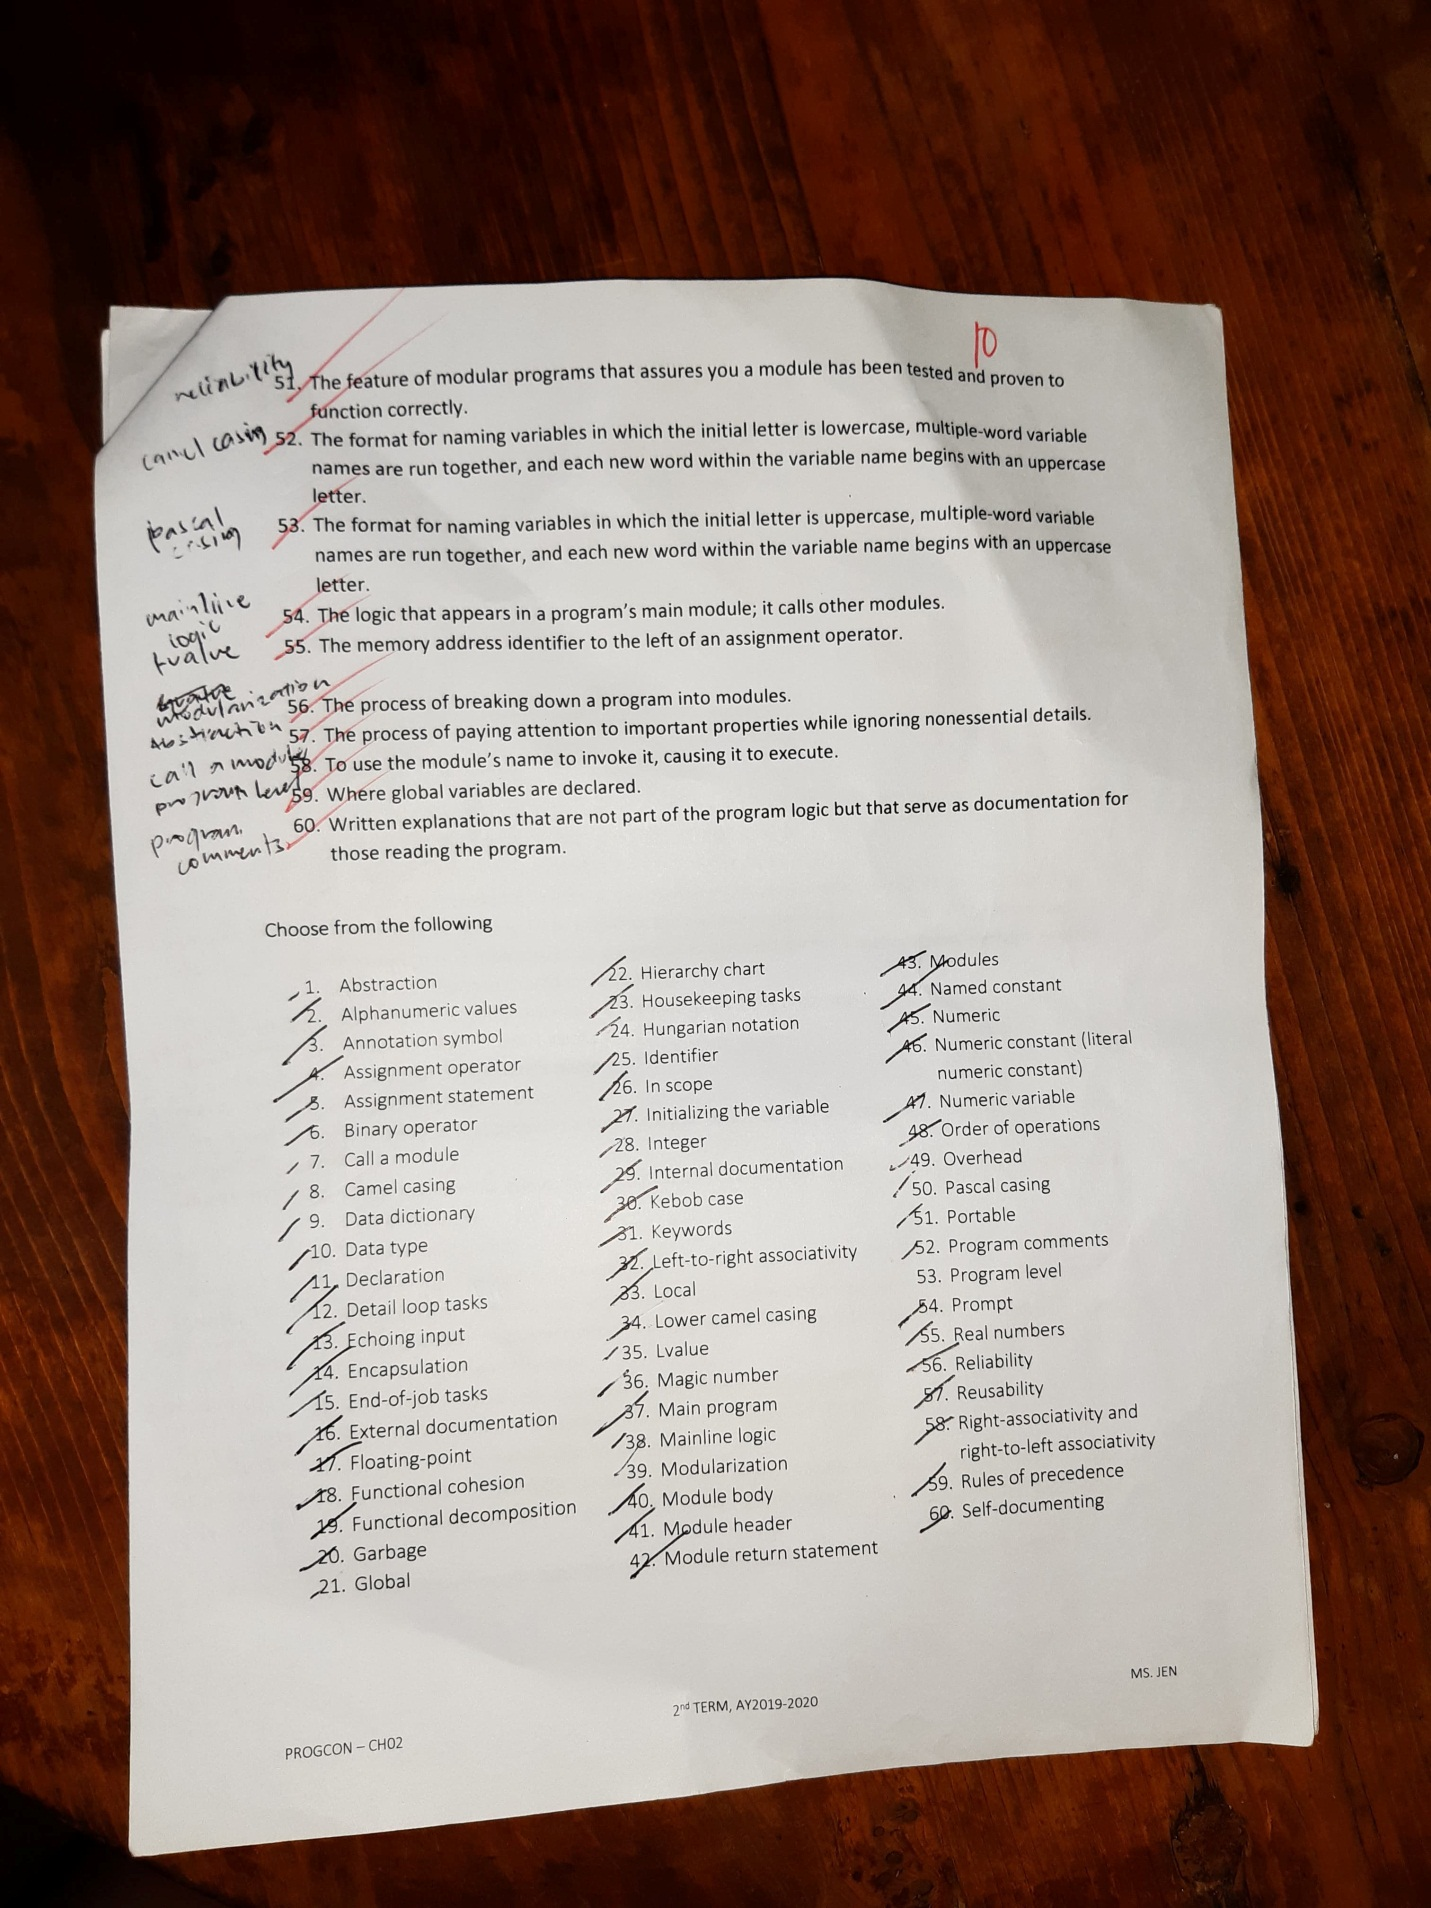 10
reliability
51. The feature of modular programs that assures you a module has been tested and proven to
function correctly.
camel casing
52. The format for naming variables in which the initial letter is lowercase, multiple-word variable
names are run together, and each new word within the variable name begins with an uppercase
letter.
pascal
casing
53. The format for naming variables in which the initial letter is uppercase, multiple-word variable
names are run together, and each new word within the variable name begins with an uppercase
letter.
mainline
logic
54. The logic that appears in a program's main module; it calls other modules.
lvalue
55. The memory address identifier to the left of an assignment operator.
modularization
56. The process of breaking down a program into modules.
Abstraction
57. The process of paying attention to important properties while ignoring nonessential details.
call a module
58. To use the module's name to invoke it, causing it to execute.
program level
59. Where global variables are declared.
program
comments
60. Written explanations that are not part of the program logic but that serve as documentation for
those reading the program.
Choose from the following
1. Abstraction
2. Alphanumeric values
3. Annotation symbol
4. Assignment operator
5. Assignment statement
6. Binary operator
7. Call a module
8. Camel casing
9. Data dictionary
10. Data type
11. Declaration
12. Detail loop tasks
13. Echoing input
14. Encapsulation
15. End-of-job tasks
16. External documentation
17. Floating-point
18. Functional cohesion
19. Functional decomposition
20. Garbage
21. Global
22. Hierarchy chart
23. Housekeeping tasks
24. Hungarian notation
25. Identifier
26. In scope
27. Initializing the variable
28. Integer
29. Internal documentation
30. Kebob case
31. Keywords
32. Left-to-right associativity
33. Local
34. Lower camel casing
35. Lvalue
36. Magic number
37. Main program
38. Mainline logic
39. Modularization
40. Module body
41. Module header
42. Module return statement
43. Modules
44. Named constant
45. Numeric
46. Numeric constant (literal
numeric constant)
47. Numeric variable
48. Order of operations
49. Overhead
50. Pascal casing
51. Portable
52. Program comments
53. Program level
54. Prompt
55. Real numbers
56. Reliability
57. Reusability
58. Right-associativity and
right-to-left associativity
59. Rules of precedence
60. Self-documenting
MS. JEN
2nd TERM, AY2019-2020
PROGCON – CH02